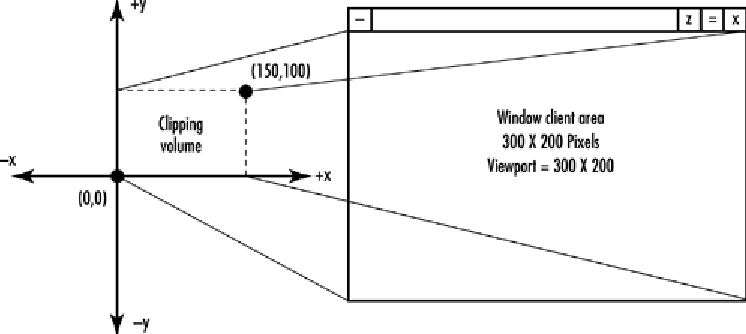 +y
– z = x
(150,100)
Clipping
volume
Window client area
300 X 200 Pixels
Viewport = 300 X 200
–x
+x
(0,0)
–y